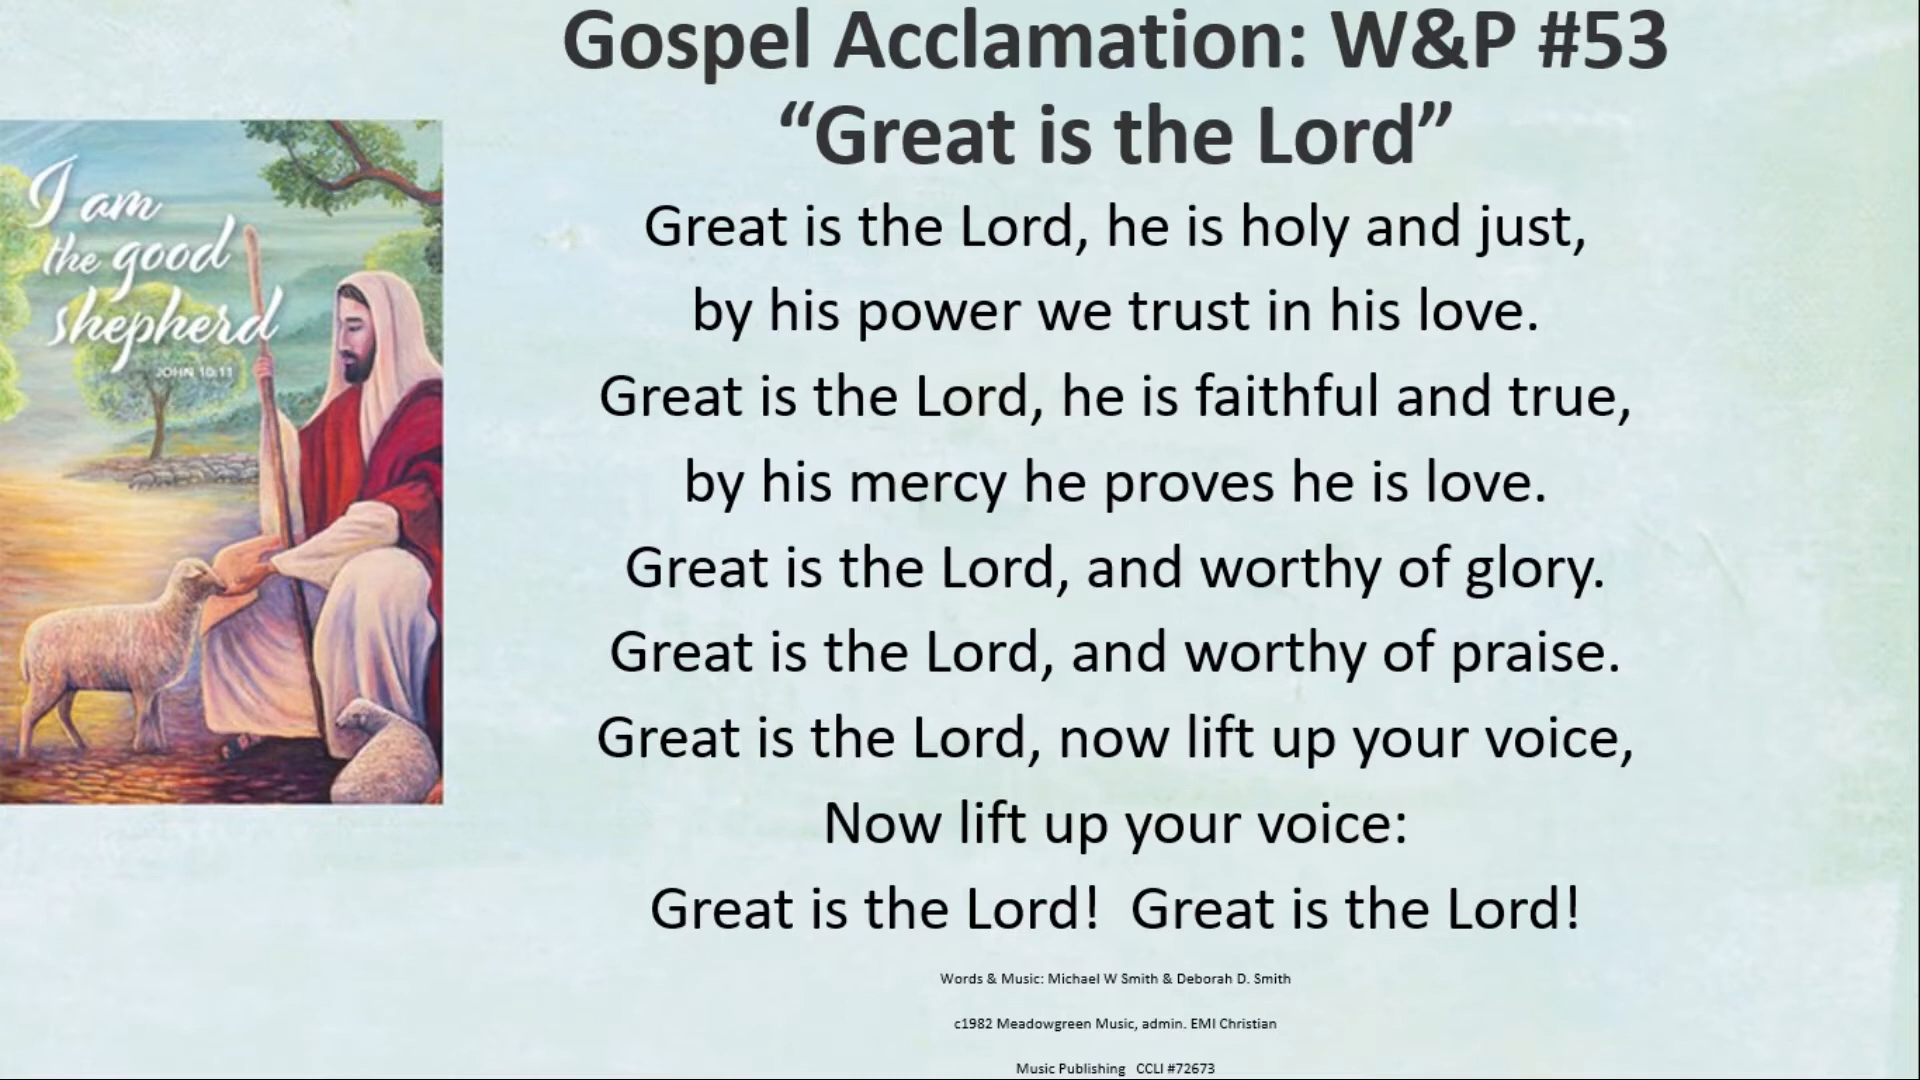 Gospel Acclamation: W&P #53
“Great is the Lord”
I am
the good
shepherd
JOHN 10:11
Great is the Lord, he is holy and just,
by his power we trust in his love.
Great is the Lord, he is faithful and true,
by his mercy he proves he is love.
Great is the Lord, and worthy of glory.
Great is the Lord, and worthy of praise.
Great is the Lord, now lift up your voice,
Now lift up your voice:
Great is the Lord!  Great is the Lord!
Words & Music: Michael W Smith & Deborah D. Smith
c1982 Meadowgreen Music, admin. EMI Christian
Music Publishing   CCLI #72673